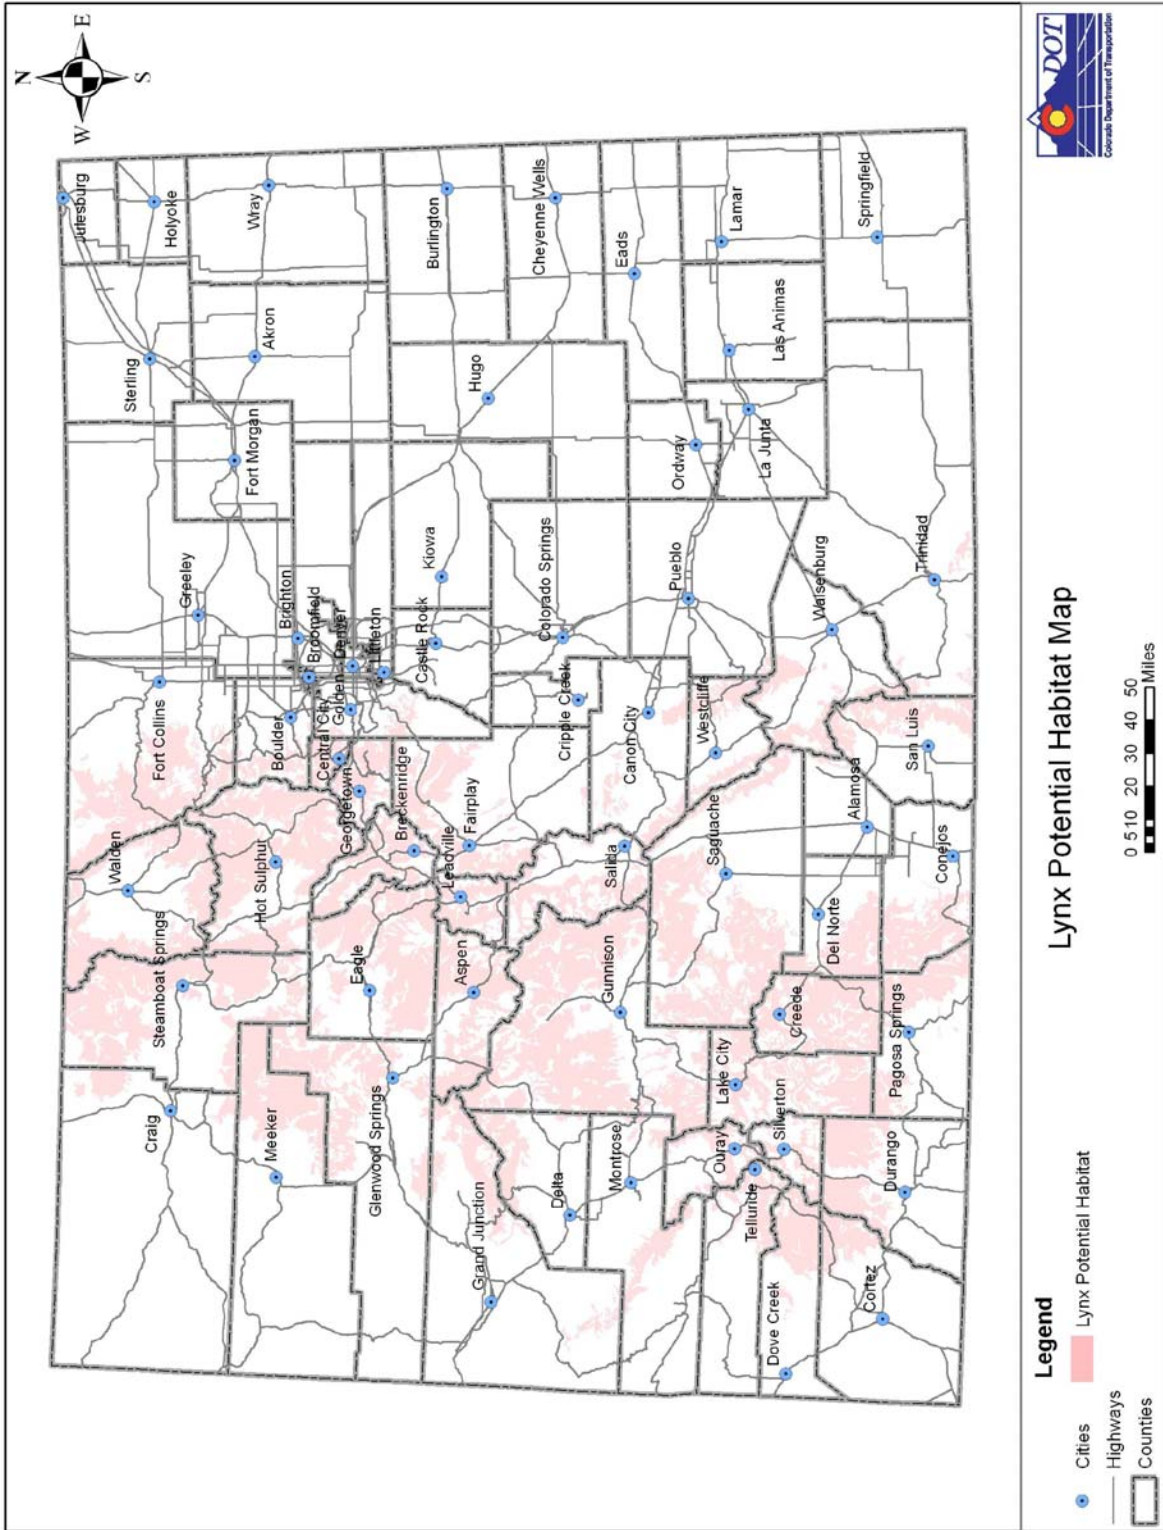 N
W
E
S
Julesburg
Holyoke
Sterling
Wray
Akron
Fort Morgan
Greeley
Fort Collins
Walden
Steamboat Springs
Craig
Meeker
Hot Sulphut
Boulder
Brighton
Broomfield
Central City
Golden
Denver
Littleton
Georgetown
Breckenridge
Eagle
Glenwood Springs
Castle Rock
Kiowa
Hugo
Burlington
Cheyenne Wells
Leadville
Fairplay
Aspen
Grand Junction
Delta
Colorado Springs
Cripple Creek
Canon City
Salida
Gunnison
Montrose
Eads
Lamar
Las Animas
Ordway
La Junta
Pueblo
Westcliffe
Saguache
Lake City
Ouray
Telluride
Silverton
Creede
Dove Creek
Walsenburg
Alamosa
Del Norte
Springfield
Trinidad
San Luis
Conejos
Pagosa Springs
Durango
Cortez
Legend
Cities
Highways
Counties
Lynx Potential Habitat
Lynx Potential Habitat Map
0 5 10 20 30 40 50
Miles
DOT
Colorado Department of Transportation